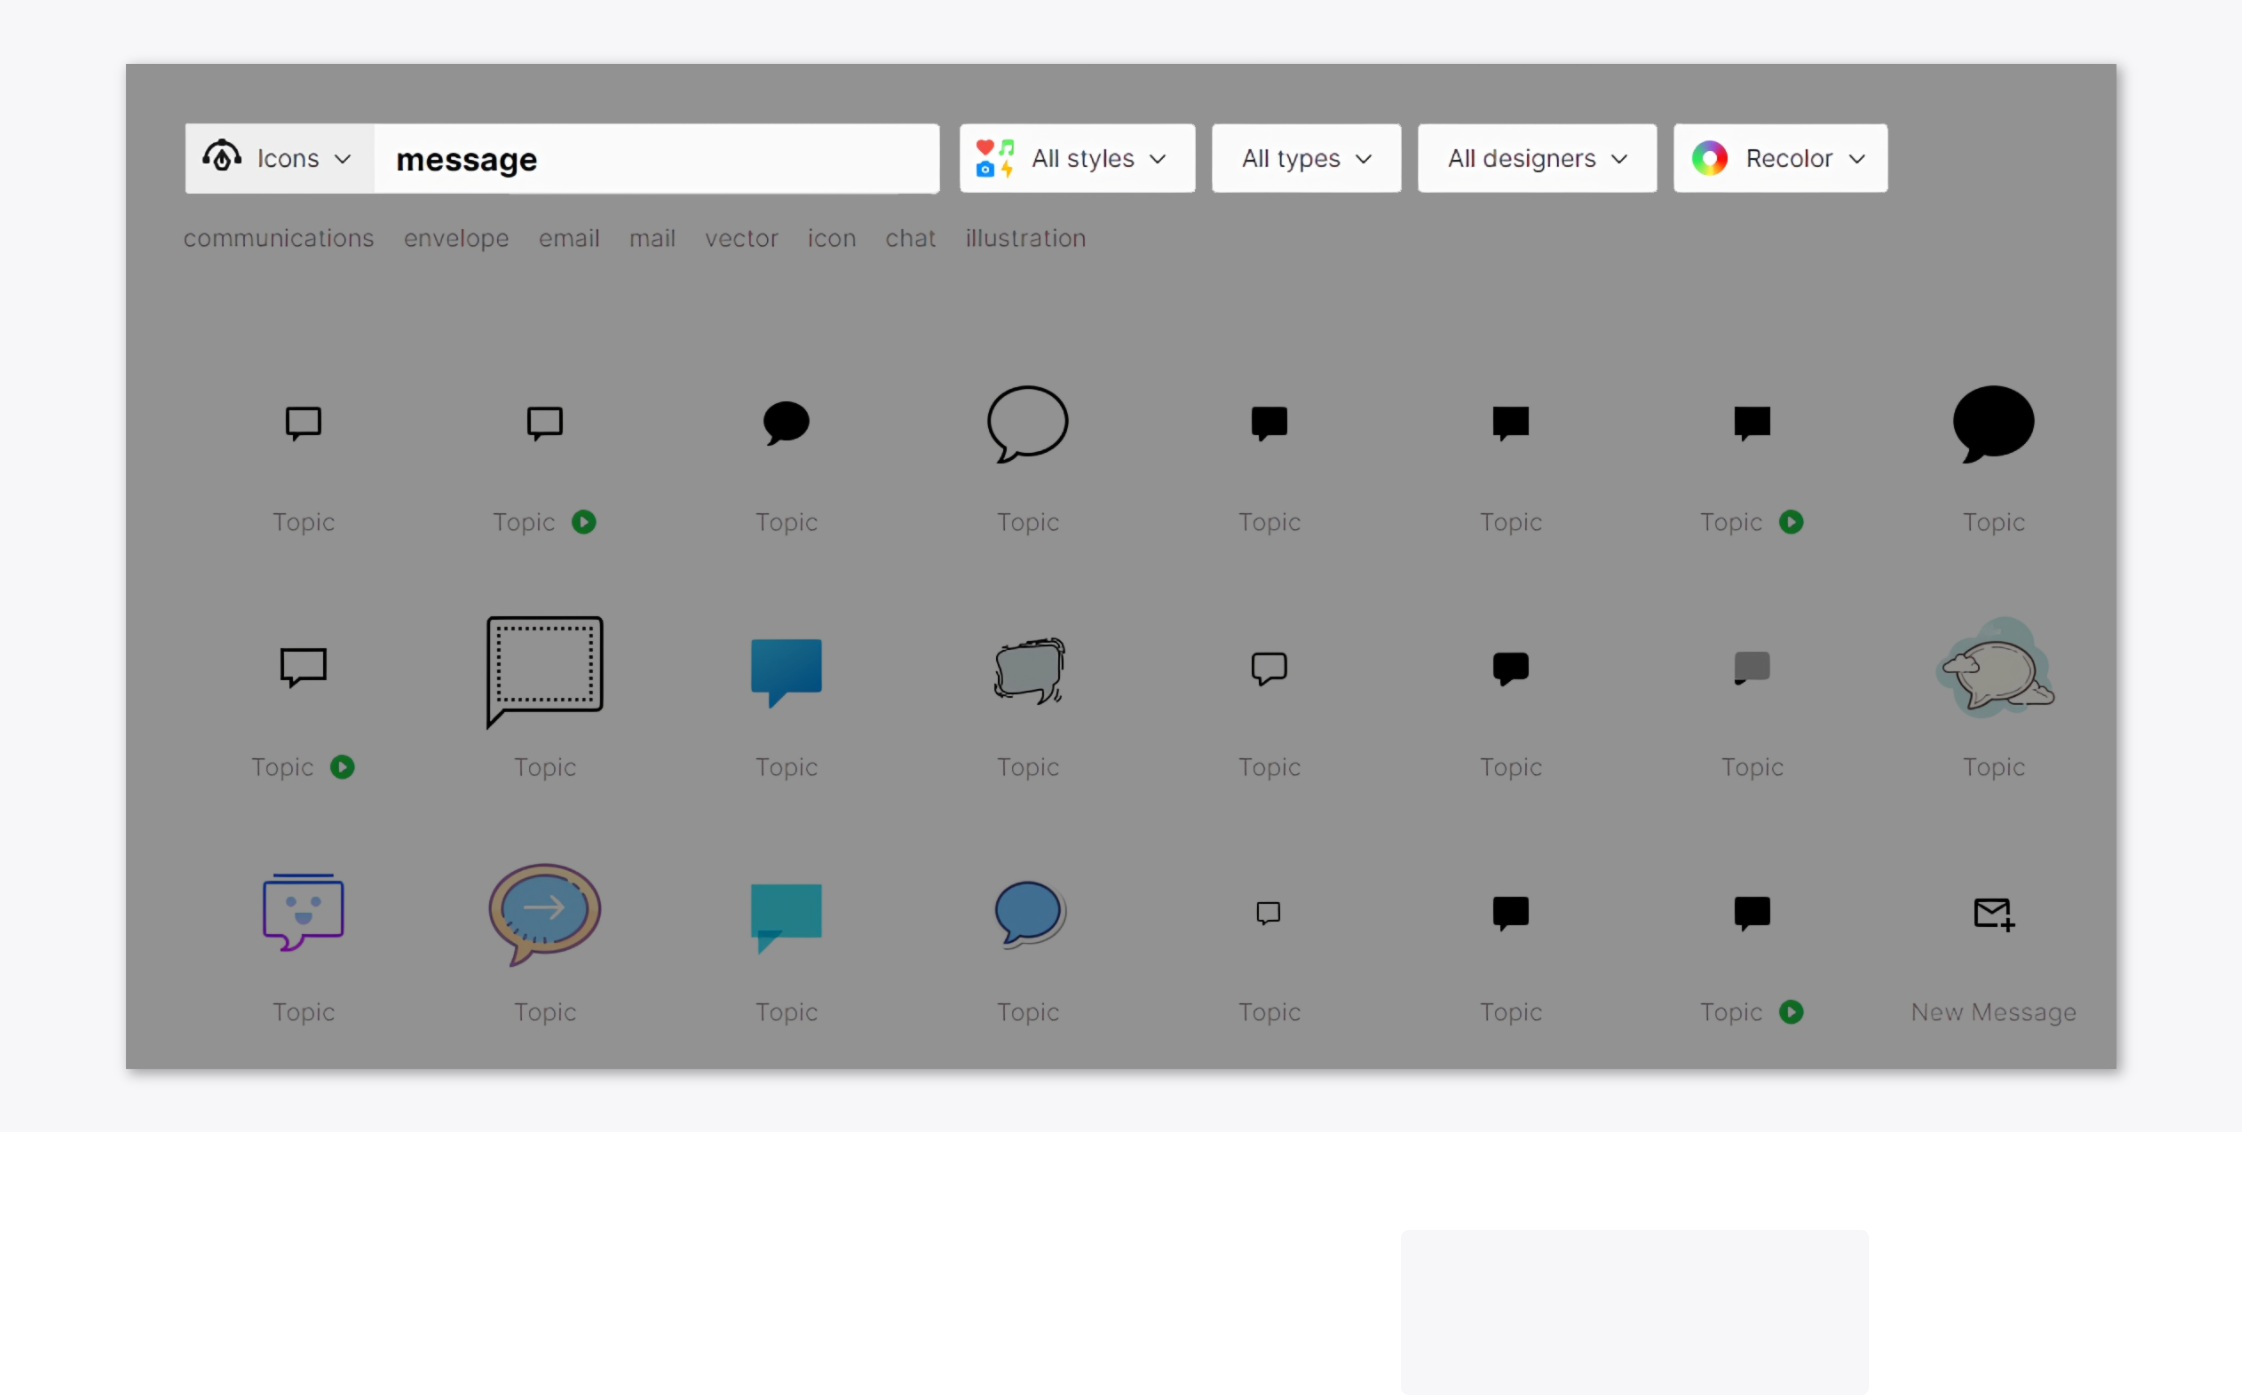 Icons message All styles All types All designers Recolor
communications envelope email mail vector icon chat illustration
Topic Topic Topic Topic Topic Topic Topic Topic
Topic Topic Topic Topic Topic Topic Topic Topic
Topic Topic Topic Topic Topic Topic Topic New Message